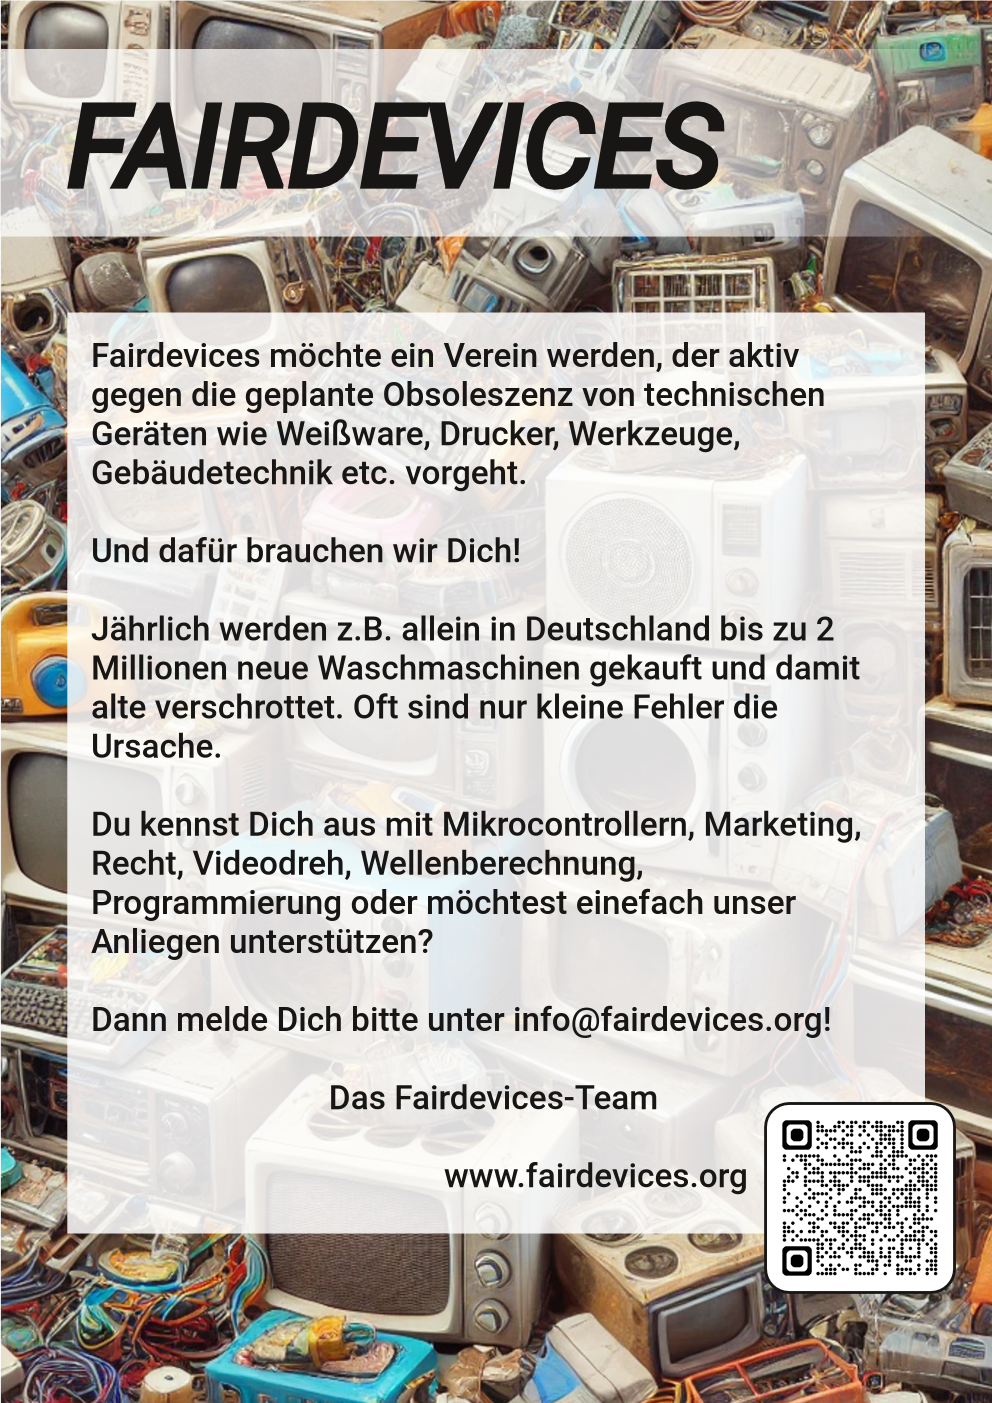 FAIRDEVICES
Fairdevices möchte ein Verein werden, der aktiv
gegen die geplante Obsoleszenz von technischen
Geräten wie Weißware, Drucker, Werkzeuge,
Gebäudetechnik etc. vorgeht.
Und dafür brauchen wir Dich!
Jährlich werden z.B. allein in Deutschland bis zu 2
Millionen neue Waschmaschinen gekauft und damit
alte verschrottet. Oft sind nur kleine Fehler die
Ursache.
Du kennst Dich aus mit Mikrocontrollern, Marketing,
Recht, Videodreh, Wellenberechnung,
Programmierung oder möchtest einefach unser
Anliegen unterstützen?
Dann melde Dich bitte unter info@fairdevices.org!
Das Fairdevices-Team
www.fairdevices.org